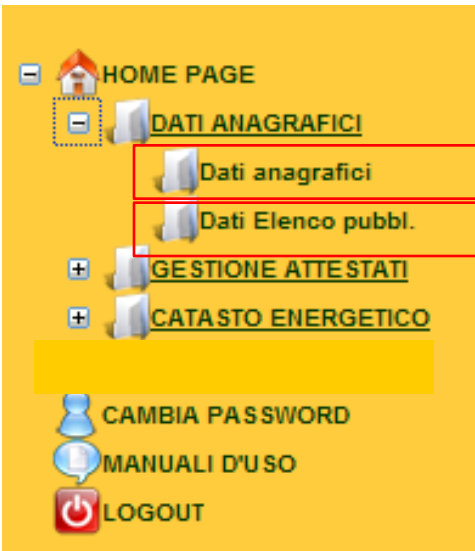 HOME PAGE
DATI ANAGRAFICI
Dati anagrafici
Dati Elenco pubbl.
GESTIONE ATTESTATI
CATASTO ENERGETICO
CAMBIA PASSWORD
MANUALI D'USO
LOGOUT